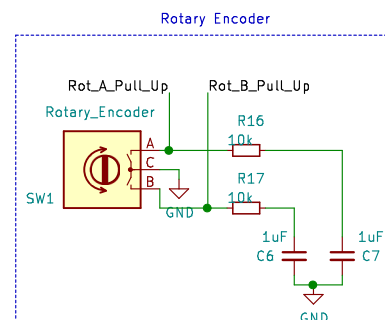 Rotary Encoder
Rot_A_Pull_Up
Rot_B_Pull_Up
Rotary_Encoder
R16
10k
A
C
B
R17
10k
SW1
GND
1uF
C6
1uF
C7
GND